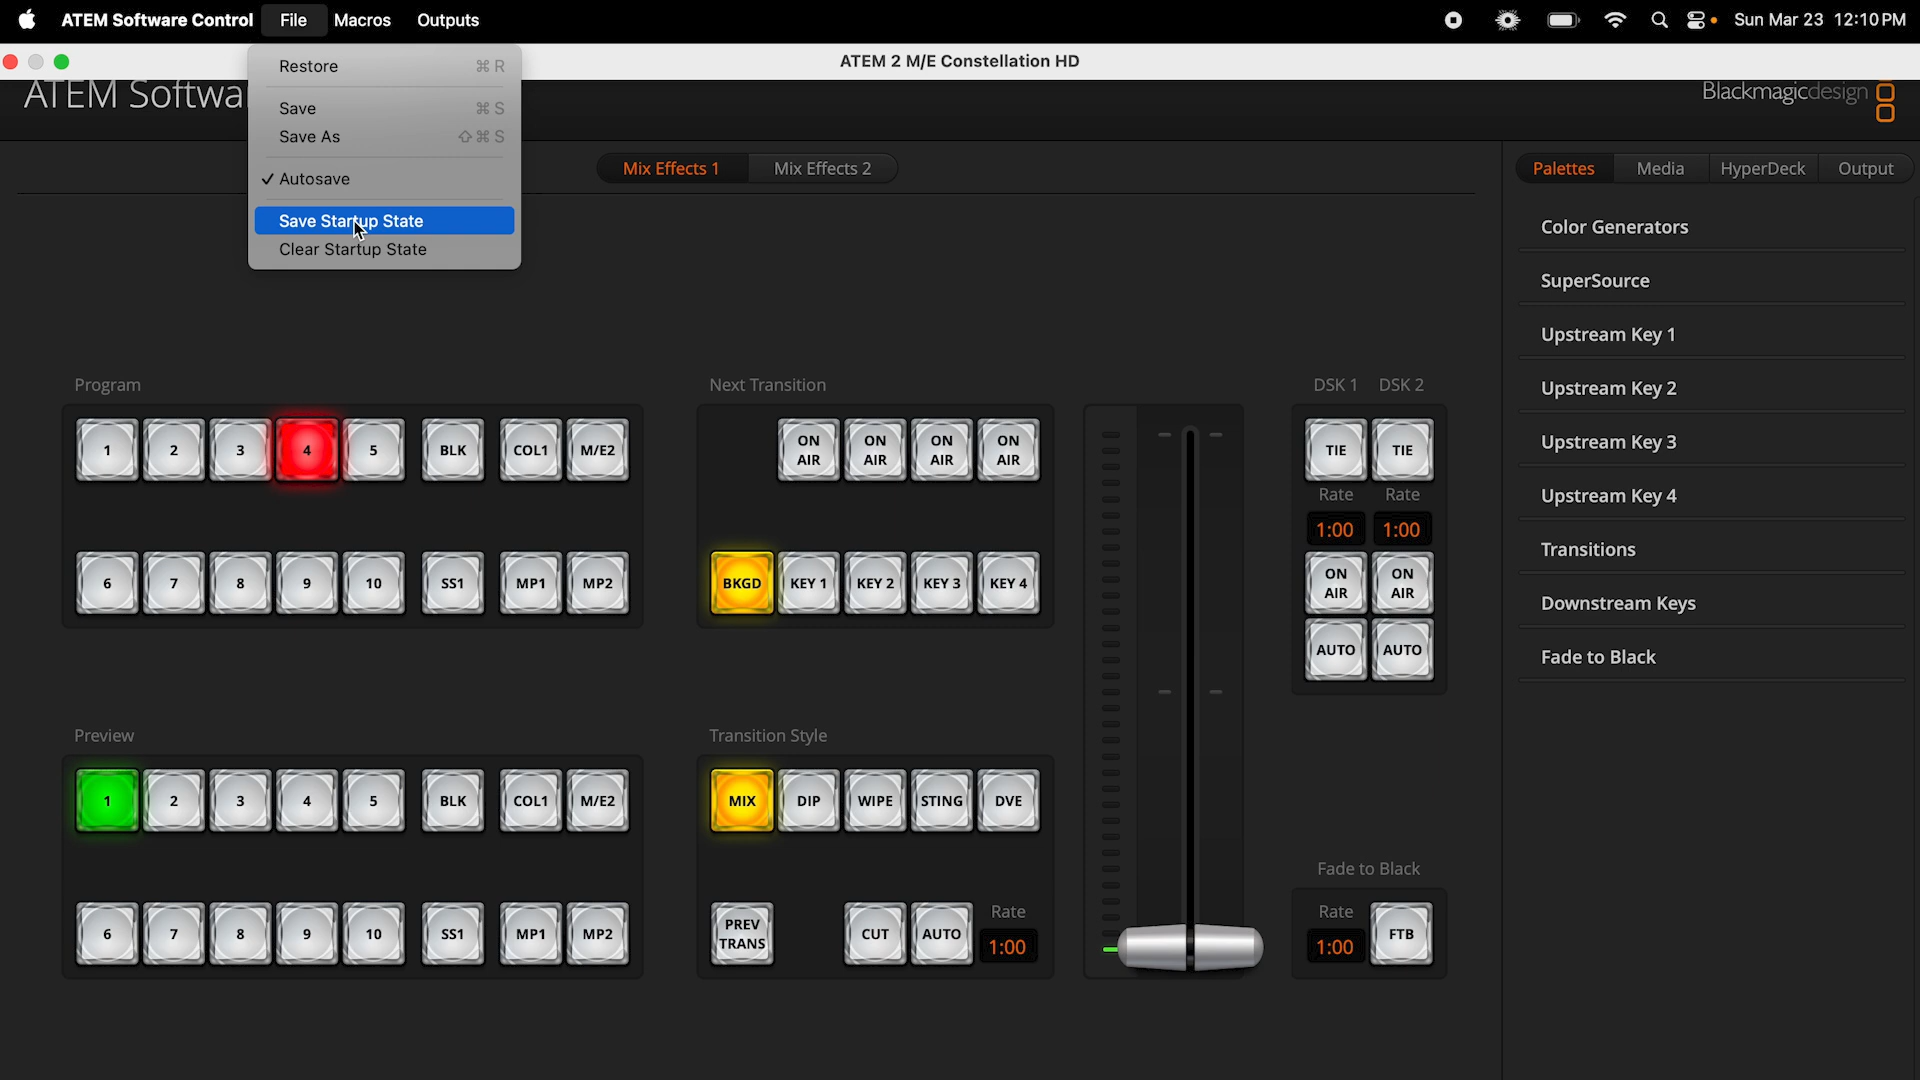 ATEM Software Control File Macros Outputs Sun Mar 23 12:10 PM
ATEM 2 M/E Constellation HD
Restore ⌘ R
Save ⌘ S
Save As ⇧ ⌘ S
✓ Autosave
Save Startup State
Clear Startup State
ATEM Softwa
Blackmagicdesign
Mix Effects 1 Mix Effects 2
Palettes Media HyperDeck Output
Color Generators
SuperSource
Upstream Key 1
Upstream Key 2
Upstream Key 3
Upstream Key 4
Transitions
Downstream Keys
Fade to Black
Program
1 2 3 4 5 BLK COL1 M/E2
6 7 8 9 10 SS1 MP1 MP2
Next Transition
ON ON ON ON
AIR AIR AIR AIR
BKGD KEY 1 KEY 2 KEY 3 KEY 4
DSK 1 DSK 2
TIE TIE
Rate Rate
1:00 1:00
ON ON
AIR AIR
AUTO AUTO
Preview
1 2 3 4 5 BLK COL1 M/E2
6 7 8 9 10 SS1 MP1 MP2
Transition Style
MIX DIP WIPE STING DVE
PREV
TRANS
CUT AUTO
Rate
1:00
Fade to Black
Rate
1:00
FTB